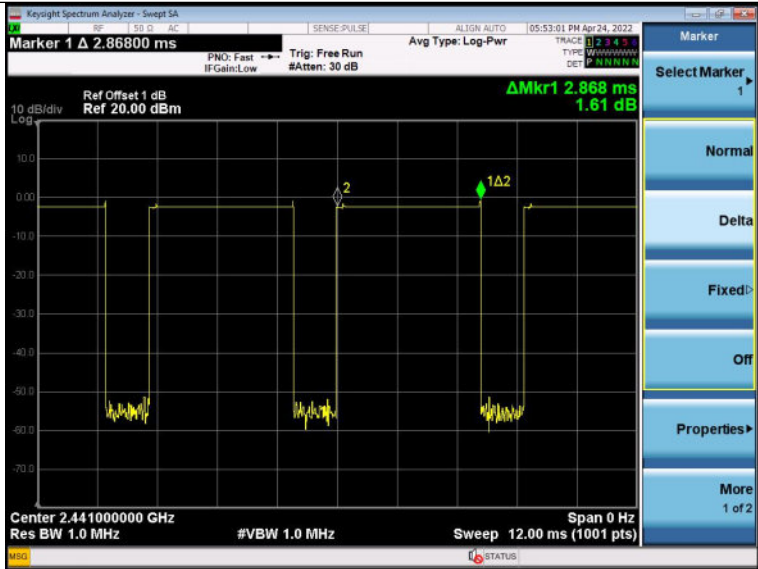 Keysight Spectrum Analyzer - Swept SA
RF 50 Ω AC SENSE:PULSE ALIGN AUTO 05:53:01 PM Apr 24, 2022
Marker 1 Δ 2.86800 ms
PNO: Fast
IFGain:Low
Trig: Free Run
#Atten: 30 dB
Avg Type: Log-Pwr
TRACE 1 2 3 4 5 6
TYPE WWWWWWW
DET P N N N N N
Ref Offset 1 dB
10 dB/div Ref 20.00 dBm
Log
ΔMkr1 2.868 ms
1.61 dB
10.0
0.00
-10.0
-20.0
-30.0
-40.0
-50.0
-60.0
-70.0
2
1Δ2
Center 2.441000000 GHz
Span 0 Hz
Res BW 1.0 MHz #VBW 1.0 MHz Sweep 12.00 ms (1001 pts)
MSG STATUS
Marker
Select Marker
1
Normal
Delta
Fixed
Off
Properties
More
1 of 2